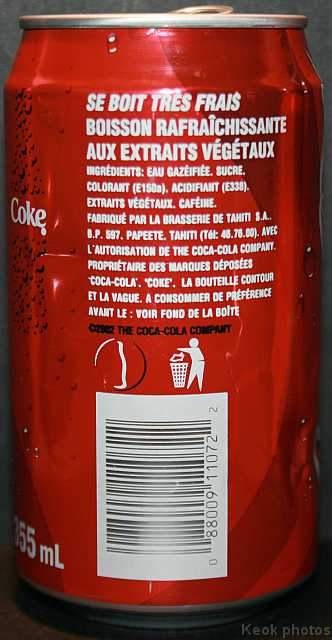 SE BOIT TRÈS FRAIS
BOISSON RAFRAÎCHISSANTE
AUX EXTRAITS VÉGÉTAUX
INGRÉDIENTS: EAU GAZÉIFIÉE. SUCRE.
COLORANT (E150a). ACIDIFIANT (E338).
EXTRAITS VÉGÉTAUX. CAFÉINE.
FABRIQUÉ PAR LA BRASSERIE DE TAHITI S.A..
B.P. 597. PAPEETE. TAHITI (Tél: 46.76.00). AVEC
L'AUTORISATION DE THE COCA-COLA COMPANY.
PROPRIÉTAIRE DES MARQUES DÉPOSÉES
"COCA-COLA". "COKE". LA BOUTEILLE CONTOUR
ET LA VAGUE. A CONSOMMER DE PRÉFÉRENCE
AVANT LE : VOIR FOND DE LA BOÎTE
©2002 THE COCA-COLA COMPANY
Coke
355 mL
0 88009 11072 2
Keok photos